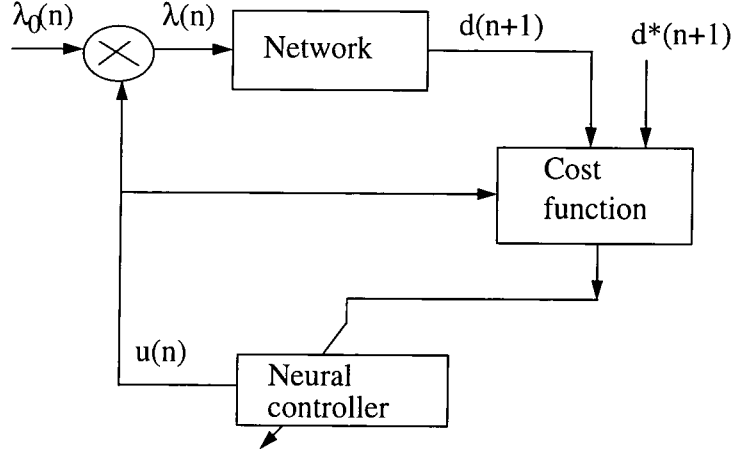 λ₀(n)
λ(n)
Network
d(n+1)
d*(n+1)
Cost
function
u(n)
Neural
controller